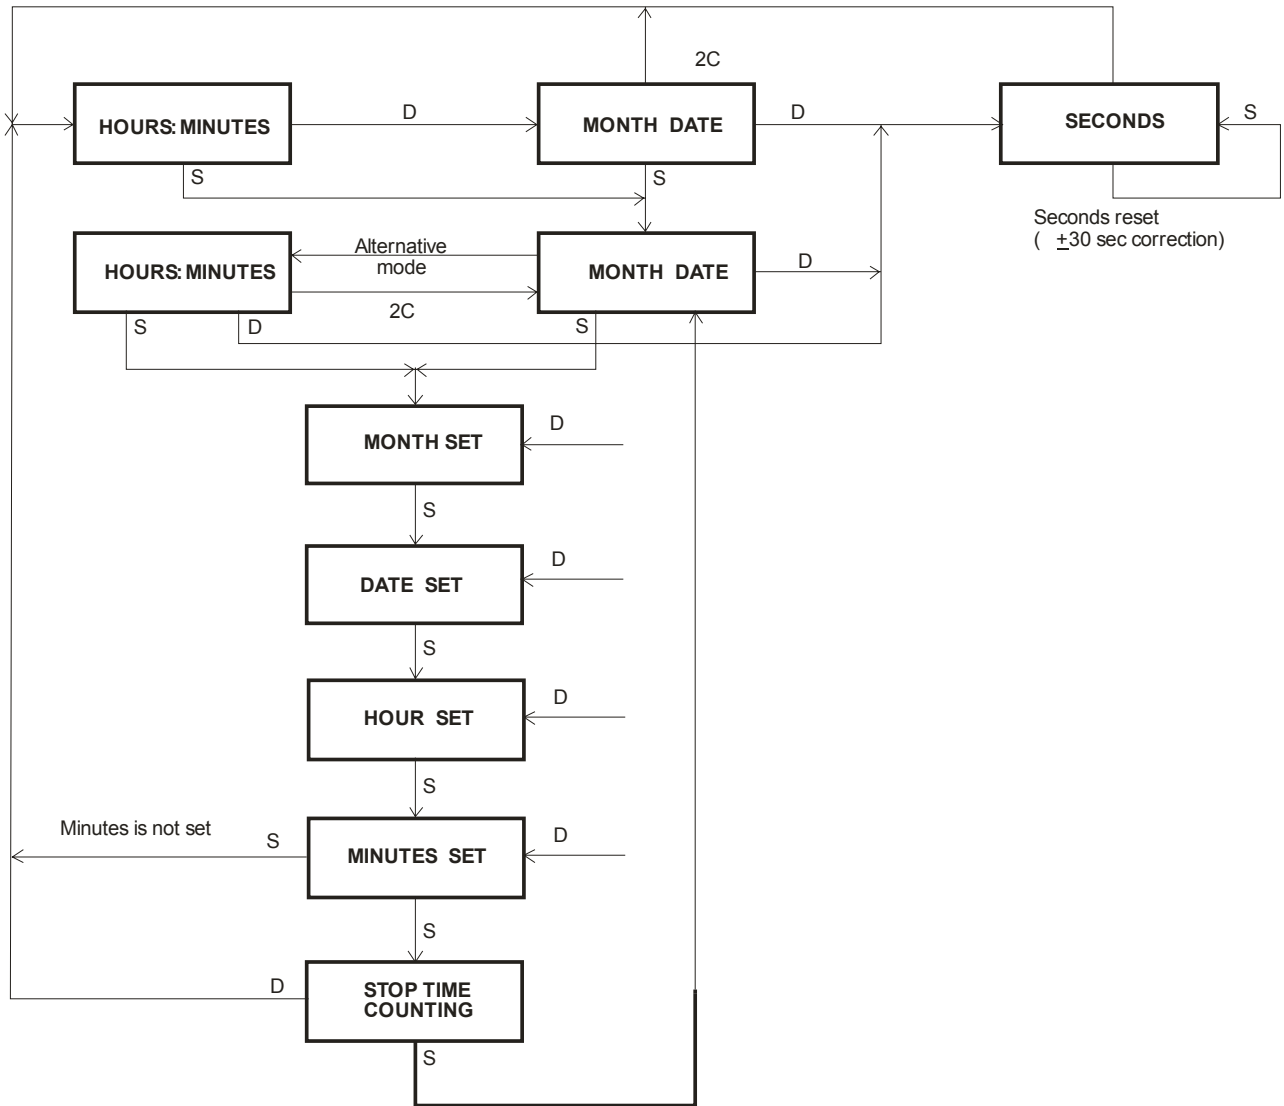 2C
HOURS:MINUTES
D
MONTH DATE
D
SECONDS
S
S
S
Seconds reset
( ±30 sec correction)
HOURS:MINUTES
Alternative
mode
MONTH DATE
D
2C
S
D
S
MONTH SET
D
S
DATE SET
D
S
HOUR SET
D
S
Minutes is not set
S
MINUTES SET
D
S
D
STOP TIME
COUNTING
S